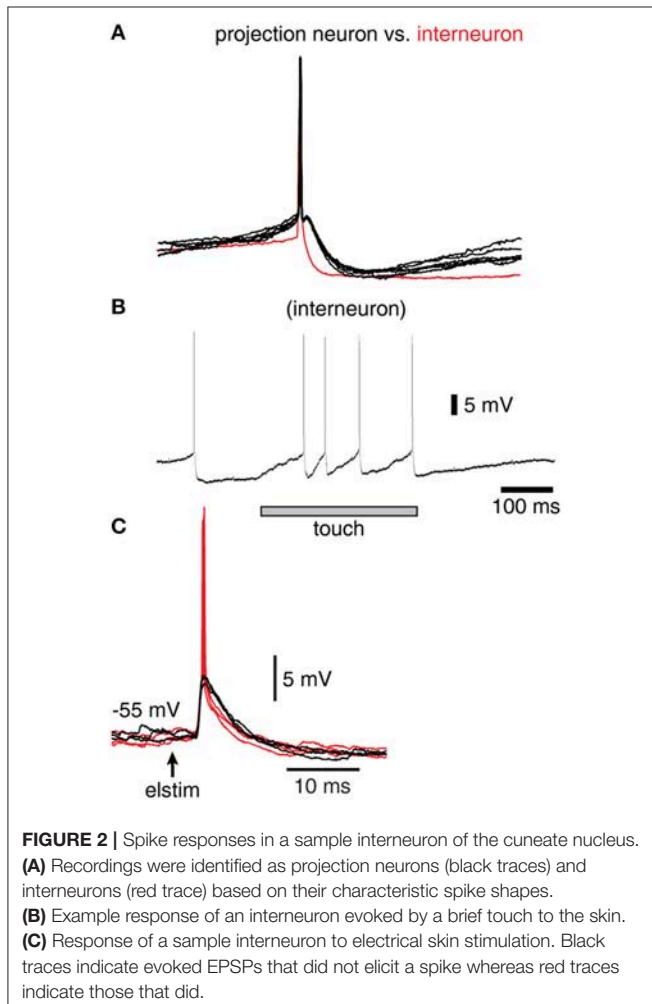 A
projection neuron vs. interneuron
B
(interneuron)
5 mV
100 ms
touch
C
5 mV
-55 mV
elstim
10 ms
FIGURE 2 | Spike responses in a sample interneuron of the cuneate nucleus.
(A) Recordings were identified as projection neurons (black traces) and
interneurons (red trace) based on their characteristic spike shapes.
(B) Example response of an interneuron evoked by a brief touch to the skin.
(C) Response of a sample interneuron to electrical skin stimulation. Black
traces indicate evoked EPSPs that did not elicit a spike whereas red traces
indicate those that did.